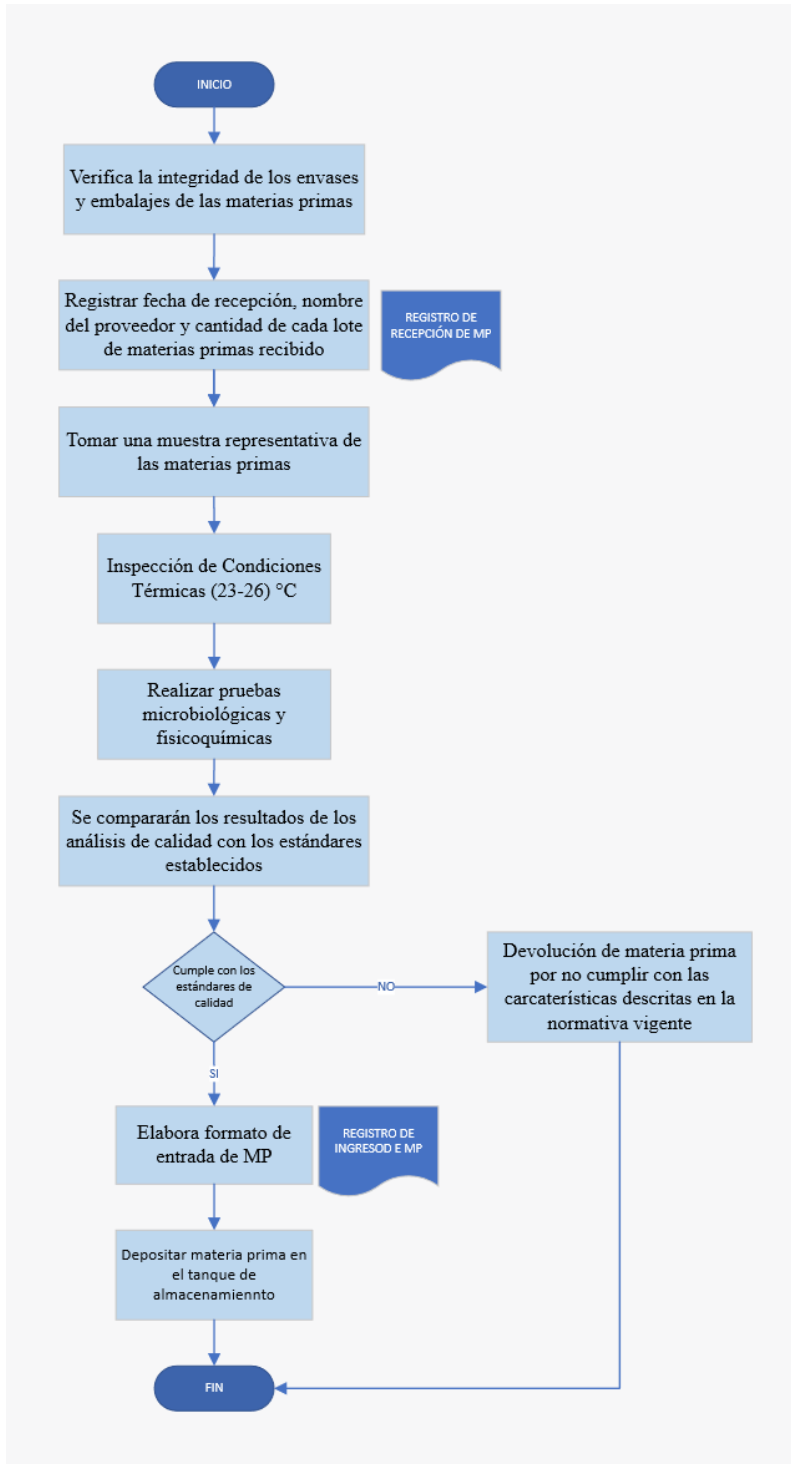 INICIO
Verifica la integridad de los envases
y embalajes de las materias primas
Registrar fecha de recepción, nombre
del proveedor y cantidad de cada lote
de materias primas recibido
REGISTRO DE
RECEPCIÓN DE MP
Tomar una muestra representativa de
las materias primas
Inspección de Condiciones
Térmicas (23-26) °C
Realizar pruebas
microbiológicas y
físicoquímicas
Se compararán los resultados de los
análisis de calidad con los estándares
establecidos
Cumple con los
estándares de
calidad
NO
Devolución de materia prima
por no cumplir con las
carcaterísticas descritas en la
normativa vigente
SI
Elabora formato de
entrada de MP
REGISTRO DE
INGRESOD E MP
Depositar materia prima en
el tanque de
almacenamiennto
FIN